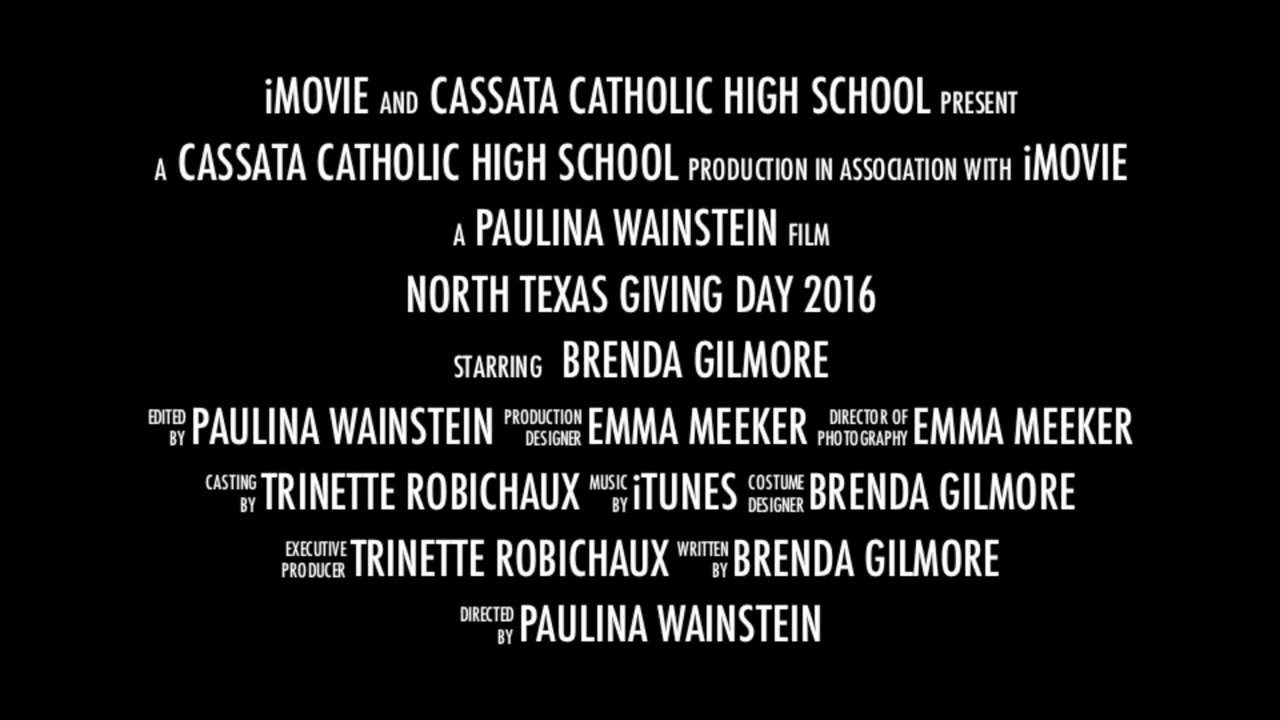 iMOVIE AND CASSATA CATHOLIC HIGH SCHOOL PRESENT
A CASSATA CATHOLIC HIGH SCHOOL PRODUCTION IN ASSOCIATION WITH iMOVIE
A PAULINA WAINSTEIN FILM
NORTH TEXAS GIVING DAY 2016
STARRING BRENDA GILMORE
EDITED BY PAULINA WAINSTEIN PRODUCTION DESIGNER EMMA MEEKER DIRECTOR OF PHOTOGRAPHY EMMA MEEKER
CASTING BY TRINETTE ROBICHAUX MUSIC BY iTUNES COSTUME DESIGNER BRENDA GILMORE
EXECUTIVE PRODUCER TRINETTE ROBICHAUX WRITTEN BY BRENDA GILMORE
DIRECTED BY PAULINA WAINSTEIN